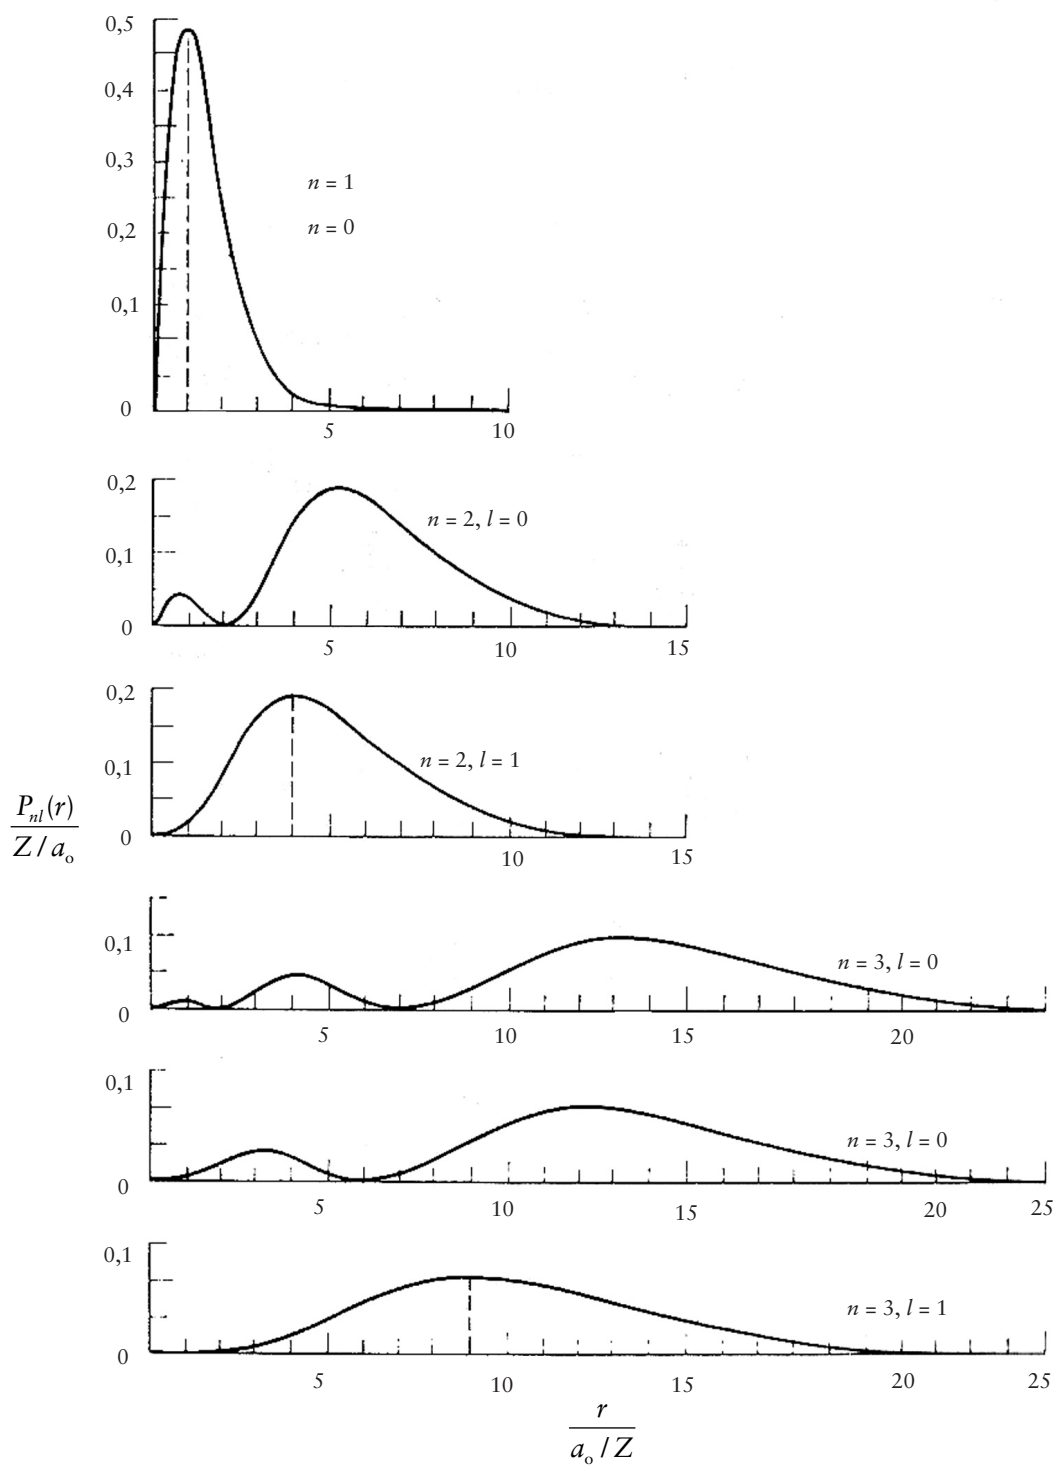 0,5
0,4
0,3
0,2
0,1
0
n = 1
n = 0
5 10
0,2
0,1
0
n = 2, l = 0
5 10 15
0,2
0,1
0
n = 2, l = 1
10 15
P_nl(r)
Z / a_o
0,1
0
n = 3, l = 0
5 10 15 20
0,1
0
n = 3, l = 0
5 10 15 20 25
0,1
0
n = 3, l = 1
5 10 15 20 25
r
a_o / Z